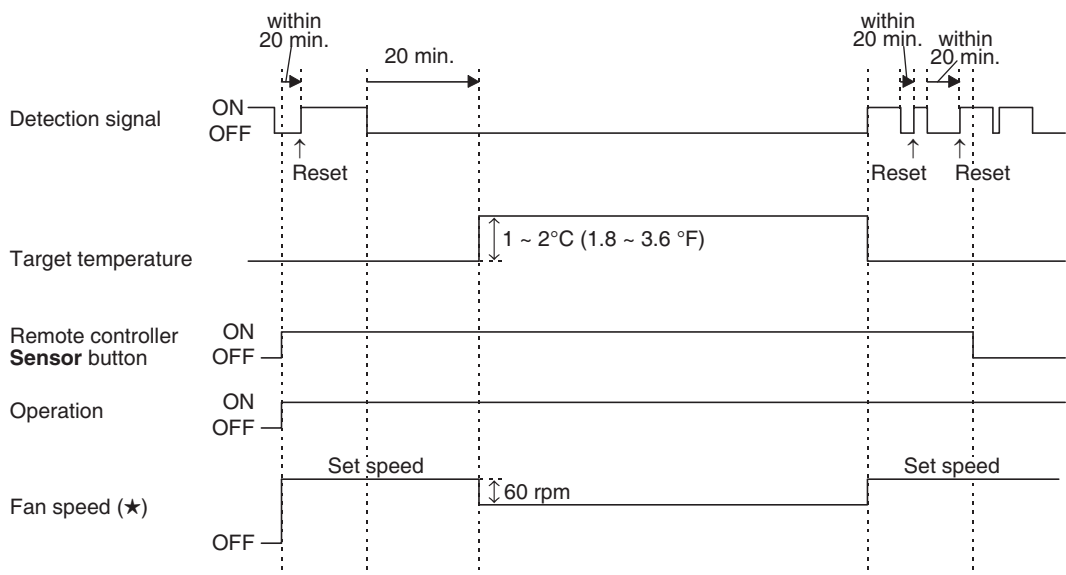 within
20 min.
20 min.
within
20 min.
within
20 min.
Detection signal
ON
OFF
↑
Reset
↑
Reset
↑
Reset
1 ~ 2°C (1.8 ~ 3.6 °F)
Target temperature
Remote controller
Sensor button
ON
OFF
Operation
ON
OFF
Set speed
Set speed
60 rpm
Fan speed (★)
OFF